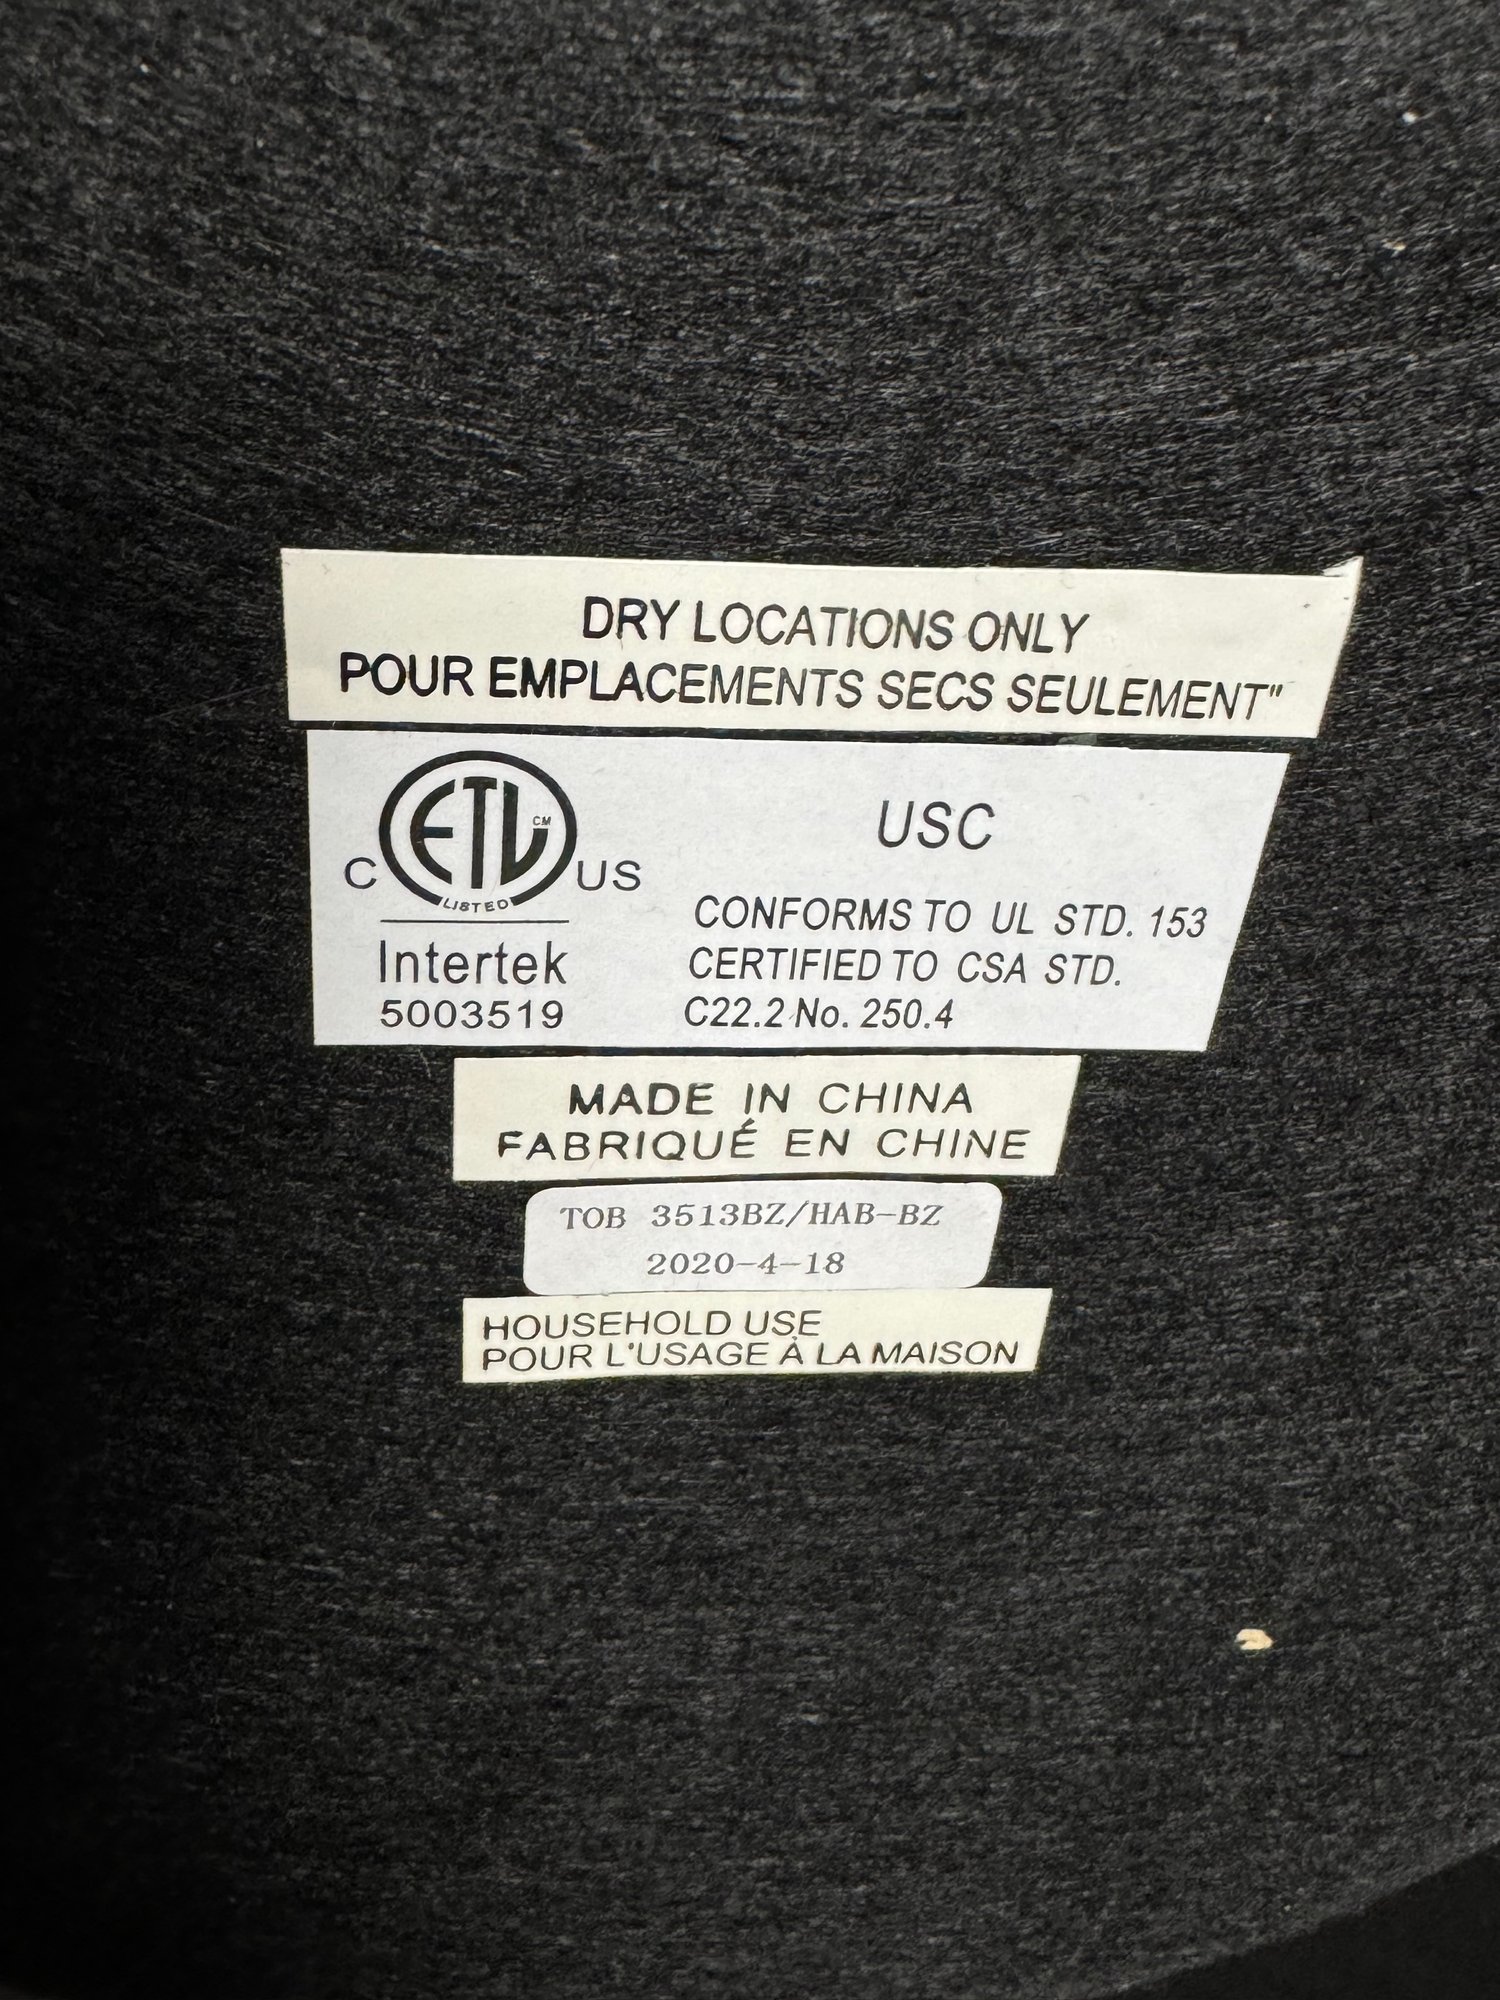 DRY LOCATIONS ONLY
POUR EMPLACEMENTS SECS SEULEMENT"
C ETL CM US
LISTED
Intertek
5003519
USC
CONFORMS TO UL STD. 153
CERTIFIED TO CSA STD.
C22.2 No. 250.4
MADE IN CHINA
FABRIQUÉ EN CHINE
TOB 3513BZ/HAB-BZ
2020-4-18
HOUSEHOLD USE
POUR L'USAGE À LA MAISON